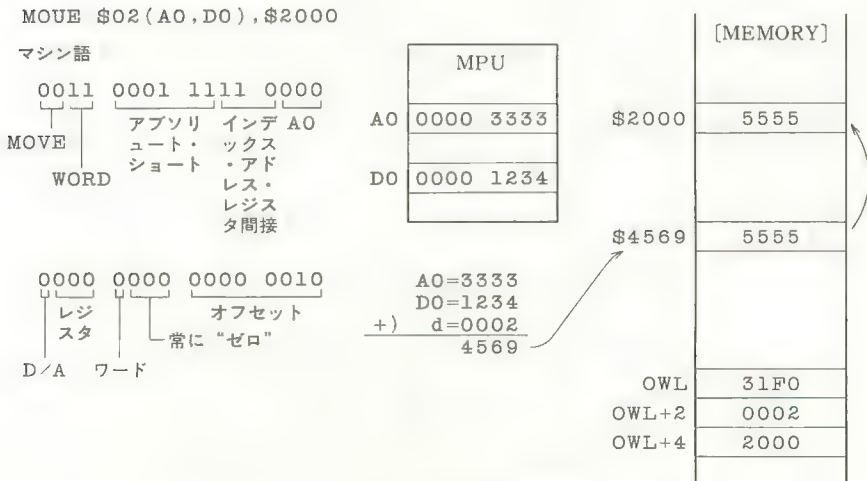 MOUE $02(A0,D0),$2000
マシン語
0011 0001 1111 0000
MOVE
WORD
アブソリ
ュート・
ショート
インデ
ックス
・アド
レス・
レジス
タ間接
A0
0000 0000 0000 0010
D/A
レジ
スタ
ワード
常に“ゼロ”
オフセット
MPU
A0 0000 3333
D0 0000 1234
A0=3333
D0=1234
+) d=0002
4569
[MEMORY]
$2000 5555
$4569 5555
OWL 31F0
OWL+2 0002
OWL+4 2000